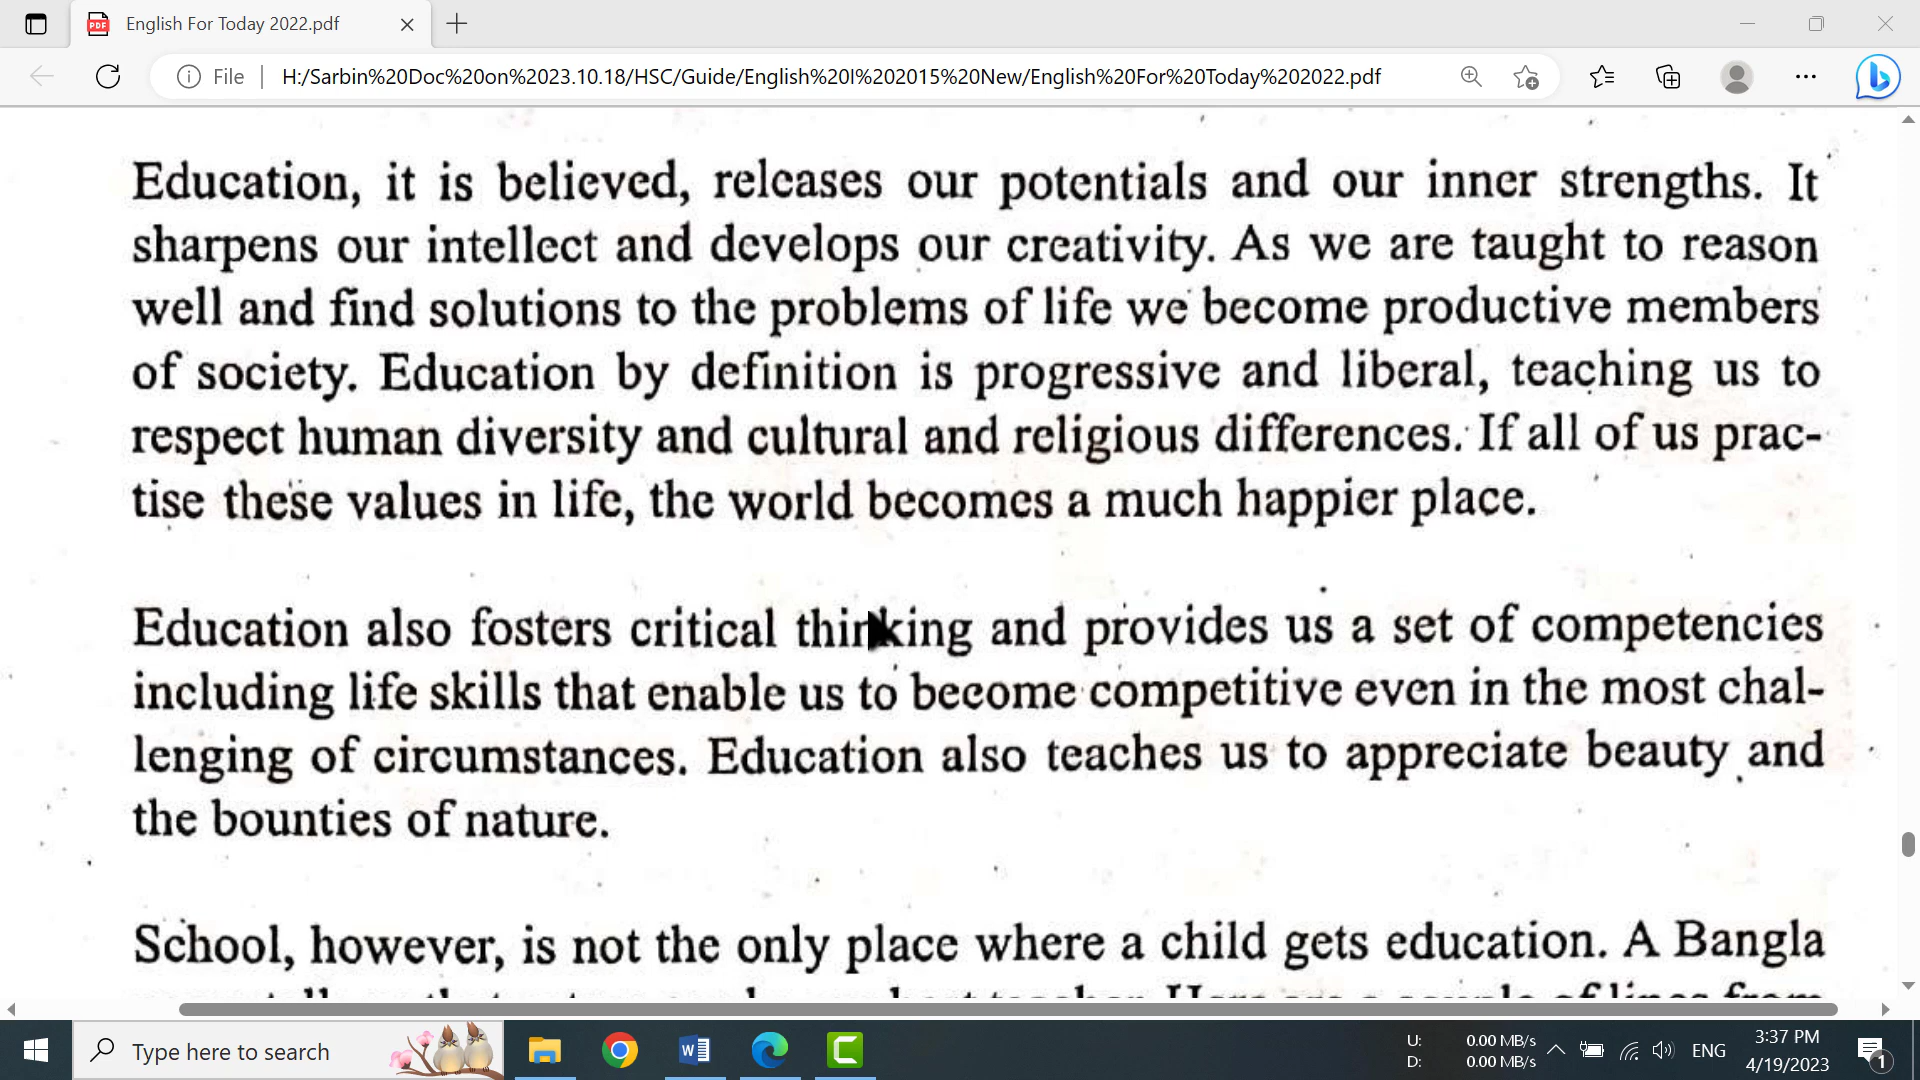 English For Today 2022.pdf
File
H:/Sarbin%20Doc%20on%2023.10.18/HSC/Guide/English%20I%202015%20New/English%20For%20Today%202022.pdf
Education, it is believed, releases our potentials and our inner strengths. It
sharpens our intellect and develops our creativity. As we are taught to reason
well and find solutions to the problems of life we become productive members
of society. Education by definition is progressive and liberal, teaching us to
respect human diversity and cultural and religious differences. If all of us prac-
tise these values in life, the world becomes a much happier place.
Education also fosters critical thinking and provides us a set of competencies
including life skills that enable us to become competitive even in the most chal-
lenging of circumstances. Education also teaches us to appreciate beauty and
the bounties of nature.
School, however, is not the only place where a child gets education. A Bangla
Type here to search
U: 0.00 MB/s
D: 0.00 MB/s
ENG
3:37 PM
4/19/2023
1